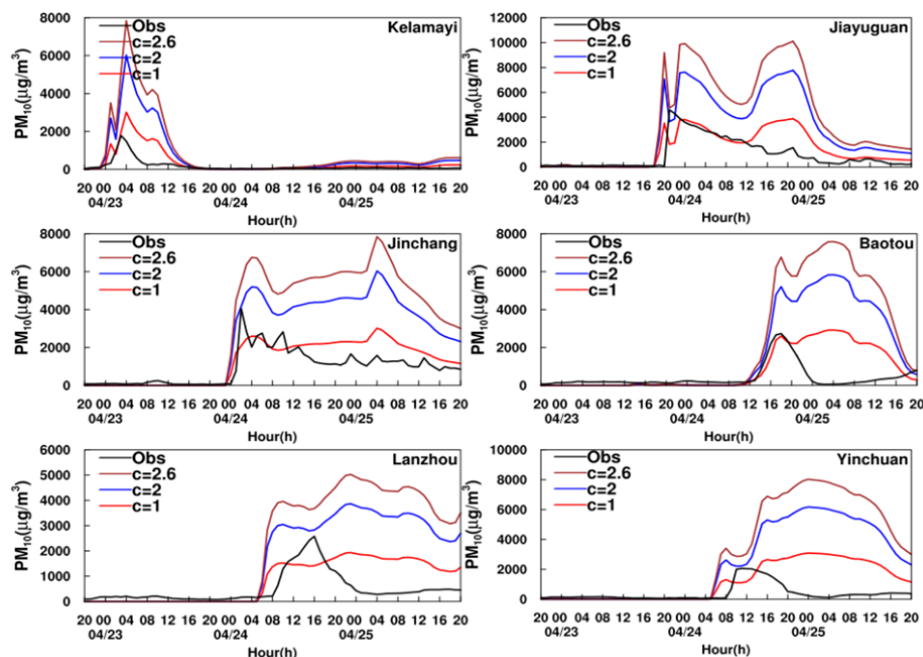 8000
Obs
Kelamayi
c=2.6
6000
c=2
c=1
4000
2000
0
PM10(μg/m3)
20 00 04 08 12 16 20 00 04 08 12 16 20 00 04 08 12 16 20
04/23 04/24 04/25
Hour(h)
12000
Obs
Jiayuguan
10000
c=2.6
8000
c=2
c=1
6000
4000
2000
0
PM10(μg/m3)
20 00 04 08 12 16 20 00 04 08 12 16 20 00 04 08 12 16 20
04/23 04/24 04/25
Hour(h)
8000
Obs
Jinchang
c=2.6
6000
c=2
c=1
4000
2000
0
PM10(μg/m3)
20 00 04 08 12 16 20 00 04 08 12 16 20 00 04 08 12 16 20
04/23 04/24 04/25
Hour(h)
8000
Obs
Baotou
c=2.6
6000
c=2
c=1
4000
2000
0
PM10(μg/m3)
20 00 04 08 12 16 20 00 04 08 12 16 20 00 04 08 12 16 20
04/23 04/24 04/25
Hour(h)
6000
Obs
Lanzhou
5000
c=2.6
4000
c=2
c=1
3000
2000
1000
0
PM10(μg/m3)
20 00 04 08 12 16 20 00 04 08 12 16 20 00 04 08 12 16 20
04/23 04/24 04/25
Hour(h)
10000
Obs
Yinchuan
c=2.6
8000
c=2
c=1
6000
4000
2000
0
PM10(μg/m3)
20 00 04 08 12 16 20 00 04 08 12 16 20 00 04 08 12 16 20
04/23 04/24 04/25
Hour(h)